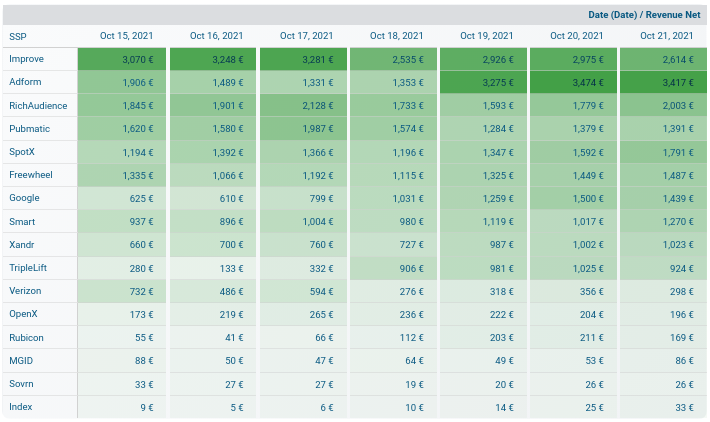 Date (Date) / Revenue Net
SSP Oct 15, 2021 Oct 16, 2021 Oct 17, 2021 Oct 18, 2021 Oct 19, 2021 Oct 20, 2021 Oct 21, 2021
Improve 3,070 € 3,248 € 3,281 € 2,535 € 2,926 € 2,975 € 2,614 €
Adform 1,906 € 1,489 € 1,331 € 1,353 € 3,275 € 3,474 € 3,417 €
RichAudience 1,845 € 1,901 € 2,128 € 1,733 € 1,593 € 1,779 € 2,003 €
Pubmatic 1,620 € 1,580 € 1,987 € 1,574 € 1,284 € 1,379 € 1,391 €
SpotX 1,194 € 1,392 € 1,366 € 1,196 € 1,347 € 1,592 € 1,791 €
Freewheel 1,335 € 1,066 € 1,192 € 1,115 € 1,325 € 1,449 € 1,487 €
Google 625 € 610 € 799 € 1,031 € 1,259 € 1,500 € 1,439 €
Smart 937 € 896 € 1,004 € 980 € 1,119 € 1,017 € 1,270 €
Xandr 660 € 700 € 760 € 727 € 987 € 1,002 € 1,023 €
TripleLift 280 € 133 € 332 € 906 € 981 € 1,025 € 924 €
Verizon 732 € 486 € 594 € 276 € 318 € 356 € 298 €
OpenX 173 € 219 € 265 € 236 € 222 € 204 € 196 €
Rubicon 55 € 41 € 66 € 112 € 203 € 211 € 169 €
MGID 88 € 50 € 47 € 64 € 49 € 53 € 86 €
Sovrn 33 € 27 € 27 € 19 € 20 € 26 € 26 €
Index 9 € 5 € 6 € 10 € 14 € 25 € 33 €